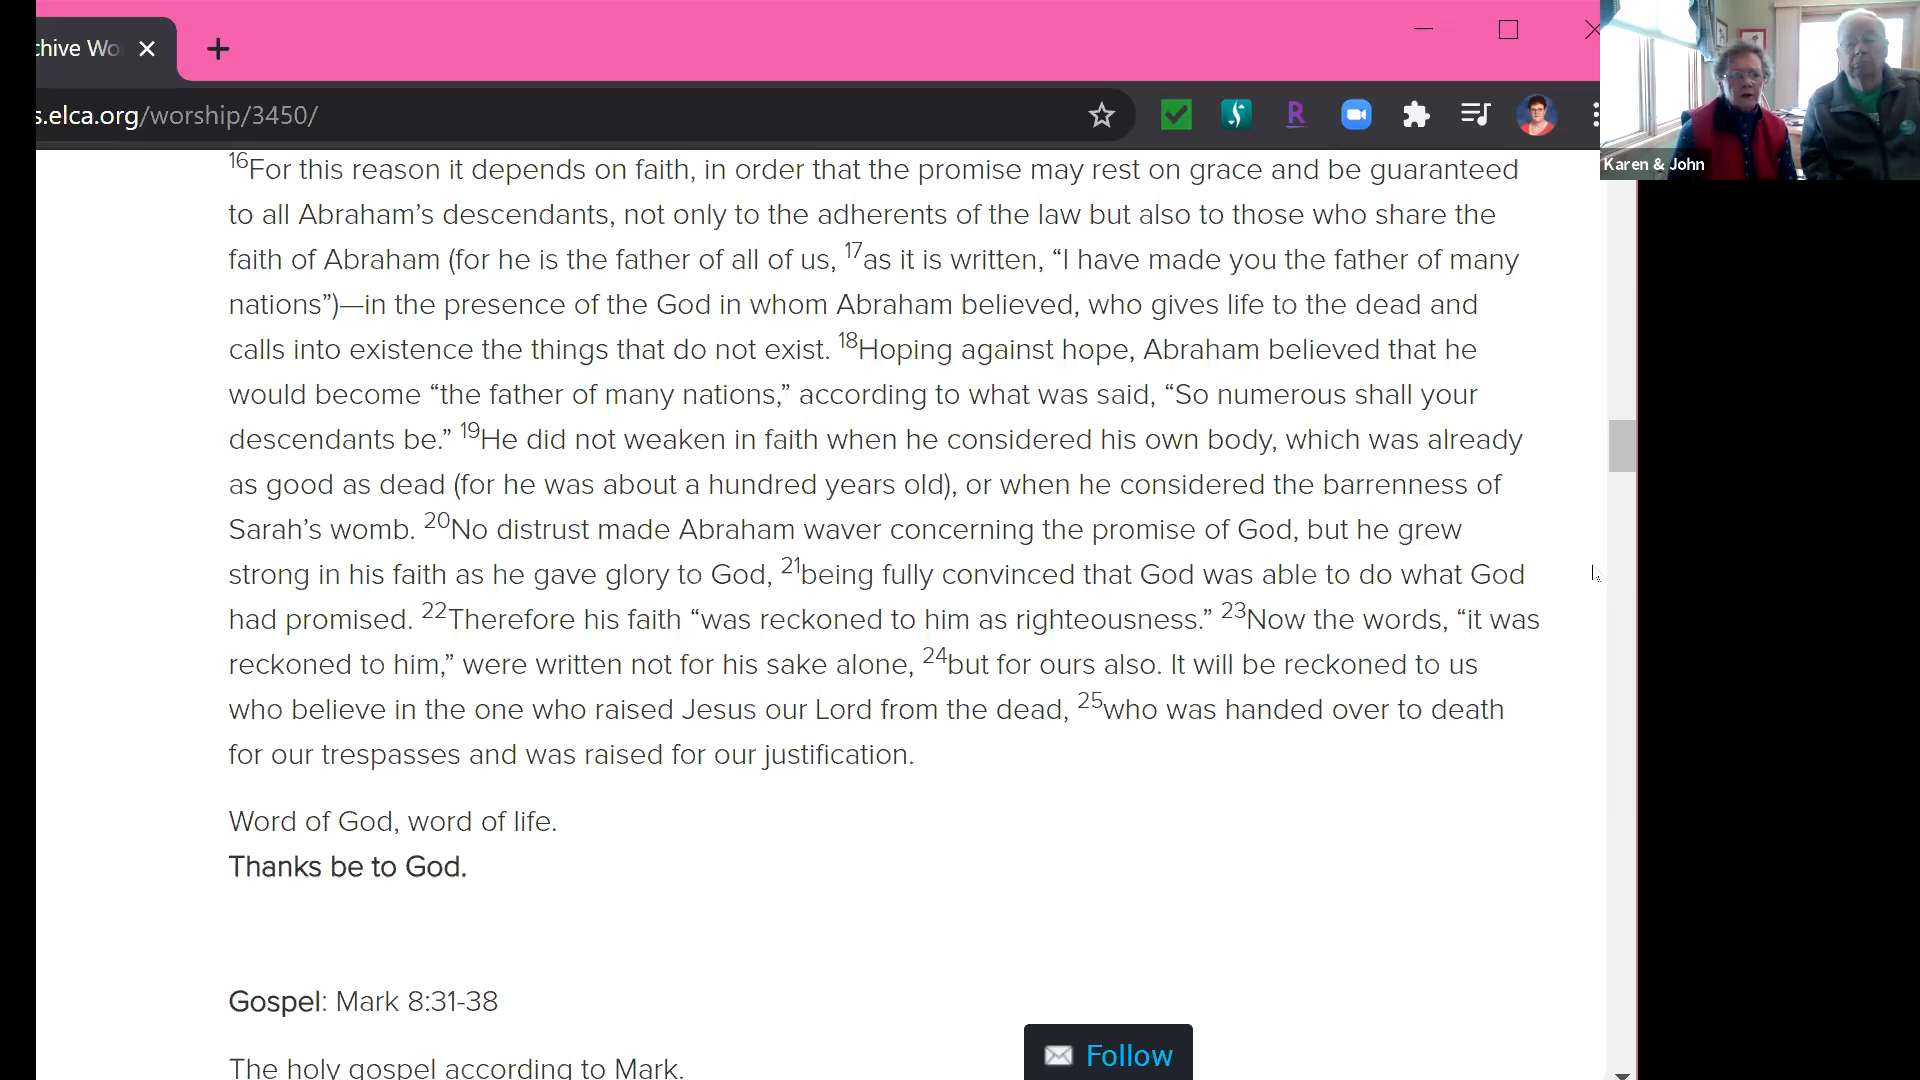 chive Wo
s.elca.org/worship/3450/
R
Karen & John
16For this reason it depends on faith, in order that the promise may rest on grace and be guaranteed
to all Abraham’s descendants, not only to the adherents of the law but also to those who share the
faith of Abraham (for he is the father of all of us, 17as it is written, “I have made you the father of many
nations”)—in the presence of the God in whom Abraham believed, who gives life to the dead and
calls into existence the things that do not exist. 18Hoping against hope, Abraham believed that he
would become “the father of many nations,” according to what was said, “So numerous shall your
descendants be.” 19He did not weaken in faith when he considered his own body, which was already
as good as dead (for he was about a hundred years old), or when he considered the barrenness of
Sarah’s womb. 20No distrust made Abraham waver concerning the promise of God, but he grew
strong in his faith as he gave glory to God, 21being fully convinced that God was able to do what God
had promised. 22Therefore his faith “was reckoned to him as righteousness.” 23Now the words, “it was
reckoned to him,” were written not for his sake alone, 24but for ours also. It will be reckoned to us
who believe in the one who raised Jesus our Lord from the dead, 25who was handed over to death
for our trespasses and was raised for our justification.
Word of God, word of life.
Thanks be to God.
Gospel: Mark 8:31-38
The holy gospel according to Mark.
Follow